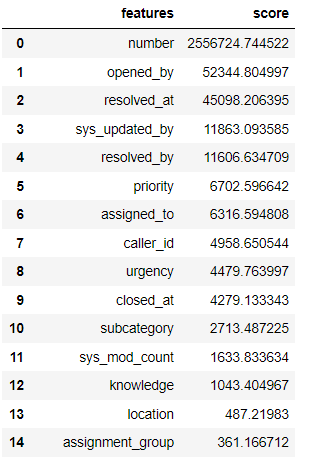 features score
0 number 2556724.744522
1 opened_by 52344.804997
2 resolved_at 45098.206395
3 sys_updated_by 11863.093585
4 resolved_by 11606.634709
5 priority 6702.596642
6 assigned_to 6316.594808
7 caller_id 4958.650544
8 urgency 4479.763997
9 closed_at 4279.133343
10 subcategory 2713.487225
11 sys_mod_count 1633.833634
12 knowledge 1043.404967
13 location 487.21983
14 assignment_group 361.166712